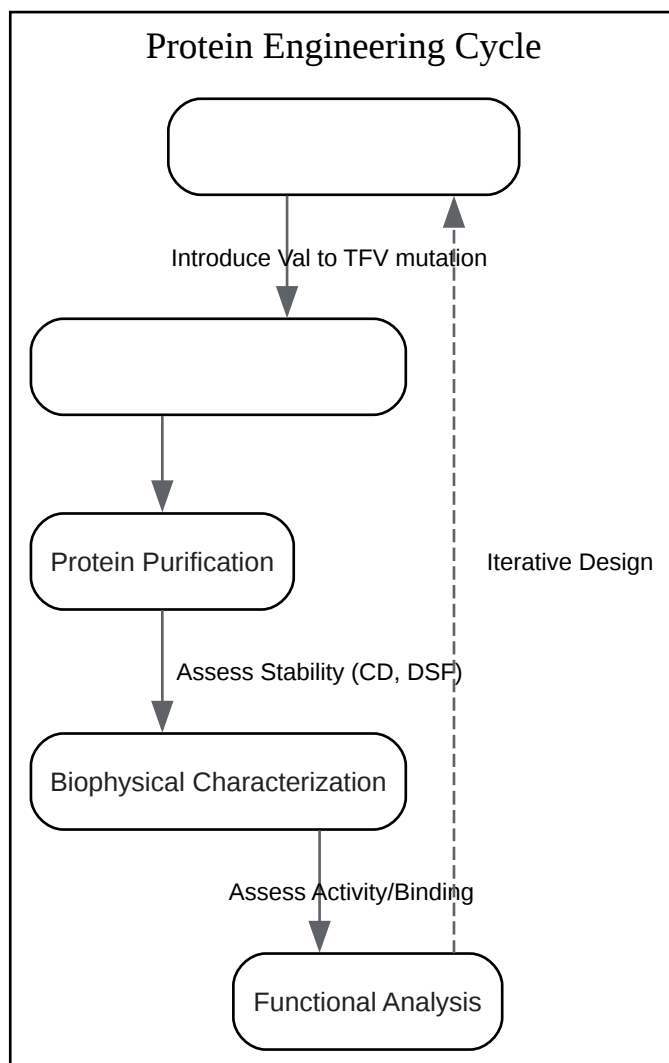 Protein Engineering Cycle
Introduce Val to TFV mutation
Protein Purification
Iterative Design
Assess Stability (CD, DSF)
Biophysical Characterization
Assess Activity/Binding
Functional Analysis